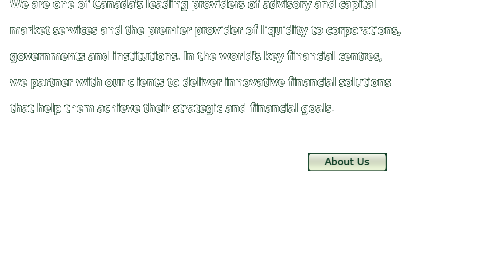 We are one of Canada's leading providers of advisory and capital
market services and the premier provider of liquidity to corporations,
governments and institutions. In the world's key financial centres,
we partner with our clients to deliver innovative financial solutions
that help them achieve their strategic and financial goals.
About Us